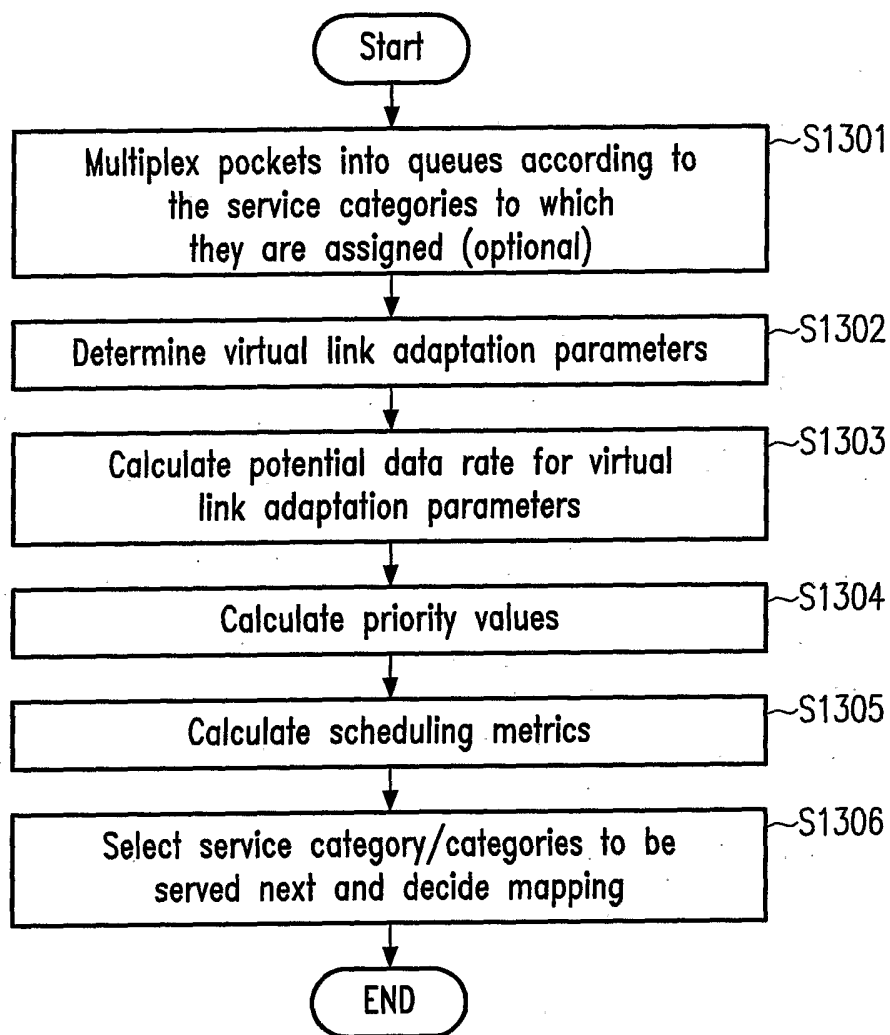 Start
Multiplex pockets into queues according to
the service categories to which
they are assigned (optional)
S1301
Determine virtual link adaptation parameters
S1302
Calculate potential data rate for virtual
link adaptation parameters
S1303
Calculate priority values
S1304
Calculate scheduling metrics
S1305
Select service category/categories to be
served next and decide mapping
S1306
END